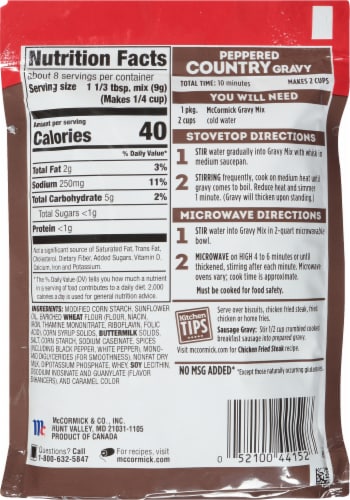 Nutrition Facts
about 8 servings per container
Serving size 1 1/3 tbsp. mix (9g)
(Makes 1/4 cup)
Amount per serving
Calories 40
% Daily Value*
Total Fat 2g 3%
Sodium 250mg 11%
Total Carbohydrate 5g 2%
Total Sugars <1g
Protein <1g
Not a significant source of Saturated Fat, Trans Fat,
Cholesterol, Dietary Fiber, Added Sugars, Vitamin D,
Calcium, Iron and Potassium.
*The % Daily Value (DV) tells you how much a nutrient
in a serving of food contributes to a daily diet. 2,000
calories a day is used for general nutrition advice.
INGREDIENTS: MODIFIED CORN STARCH, SUNFLOWER
OIL, ENRICHED WHEAT FLOUR (FLOUR, NIACIN,
IRON, THIAMINE MONONITRATE, RIBOFLAVIN, FOLIC
ACID), CORN SYRUP SOLIDS, BUTTERMILK SOLIDS,
SALT, CORN STARCH, SODIUM CASEINATE, SPICES
(INCLUDING BLACK PEPPER, WHITE PEPPER), MONO-
AND DIGLYCERIDES (FOR SMOOTHNESS), NONFAT DRY
MILK, DIPOTASSIUM PHOSPHATE, WHEY, SOY LECITHIN,
DISODIUM INOSINATE AND GUANYLATE (FLAVOR
ENHANCERS), AND CARAMEL COLOR
Mc
McCORMICK & CO., INC.
HUNT VALLEY, MD 21031-1105
PRODUCT OF CANADA
Questions? Call
1-800-632-5847
For recipes, visit
mccormick.com
PEPPERED
COUNTRY GRAVY
TOTAL TIME: 10 minutes MAKES 2 CUPS
YOU WILL NEED
1 pkg. McCormick Gravy Mix
2 cups cold water
STOVETOP DIRECTIONS
1 STIR water gradually into Gravy Mix with whisk in
medium saucepan.
2 STIRRING frequently, cook on medium heat until
gravy comes to boil. Reduce heat and simmer
1 minute. (Gravy will thicken upon standing.)
MICROWAVE DIRECTIONS
1 STIR water into Gravy Mix in 2-quart microwavable
bowl.
2 MICROWAVE on HIGH 4 to 6 minutes or until
thickened, stirring after each minute. Microwave
ovens vary; cook time is approximate.
Must be cooked for food safety.
Kitchen
TIPS
Serve over biscuits, chicken fried steak, fried
chicken or home fries.
Sausage Gravy: Stir 1/2 cup crumbled cooked
breakfast sausage into prepared gravy.
Visit mccormick.com for Chicken Fried Steak recipe.
NO MSG ADDED* *Except those naturally occurring glutamates.
0 52100 44152